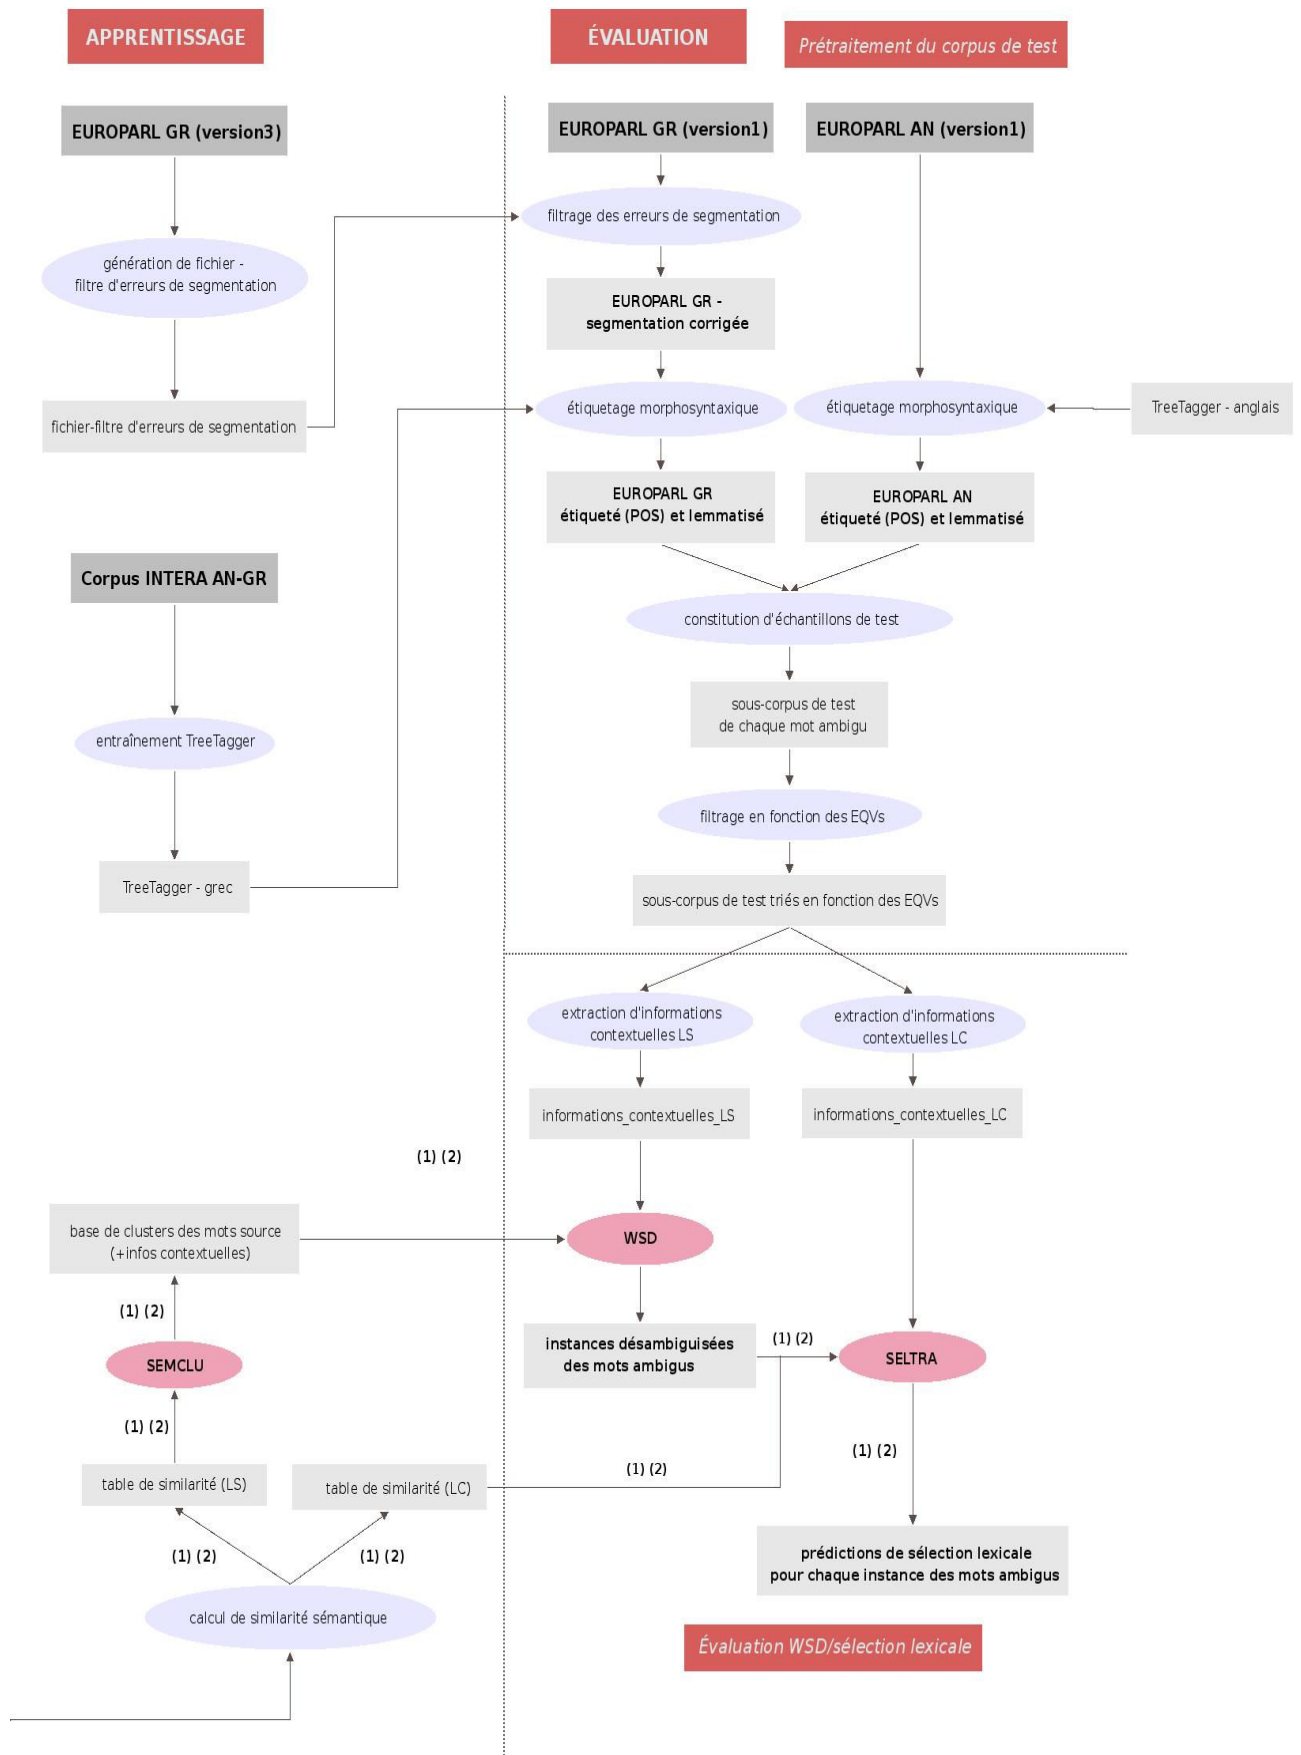 APPRENTISSAGE
ÉVALUATION
Prétraitement du corpus de test
EUROPARL GR (version3)
EUROPARL GR (version1)
EUROPARL AN (version1)
filtrage des erreurs de segmentation
génération de fichier -
filtre d'erreurs de segmentation
EUROPARL GR -
segmentation corrigée
fichier-filtre d'erreurs de segmentation
étiquetage morphosyntaxique
étiquetage morphosyntaxique
TreeTagger - anglais
EUROPARL GR
étiqueté (POS) et lemmatisé
EUROPARL AN
étiqueté (POS) et lemmatisé
Corpus INTERA AN-GR
constitution d'échantillons de test
sous-corpus de test
de chaque mot ambigu
entraînement TreeTagger
filtrage en fonction des EQVs
TreeTagger - grec
sous-corpus de test triés en fonction des EQVs
extraction d'informations
contextuelles LS
extraction d'informations
contextuelles LC
informations_contextuelles_LS
informations_contextuelles_LC
(1) (2)
base de clusters des mots source
(+infos contextuelles)
WSD
(1) (2)
instances désambiguisées
des mots ambigus
(1) (2)
SELTRA
SEMCLU
(1) (2)
(1) (2)
(1) (2)
table de similarité (LS)
table de similarité (LC)
(1) (2)
(1) (2)
prédictions de sélection lexicale
pour chaque instance des mots ambigus
calcul de similarité sémantique
Évaluation WSD/sélection lexicale